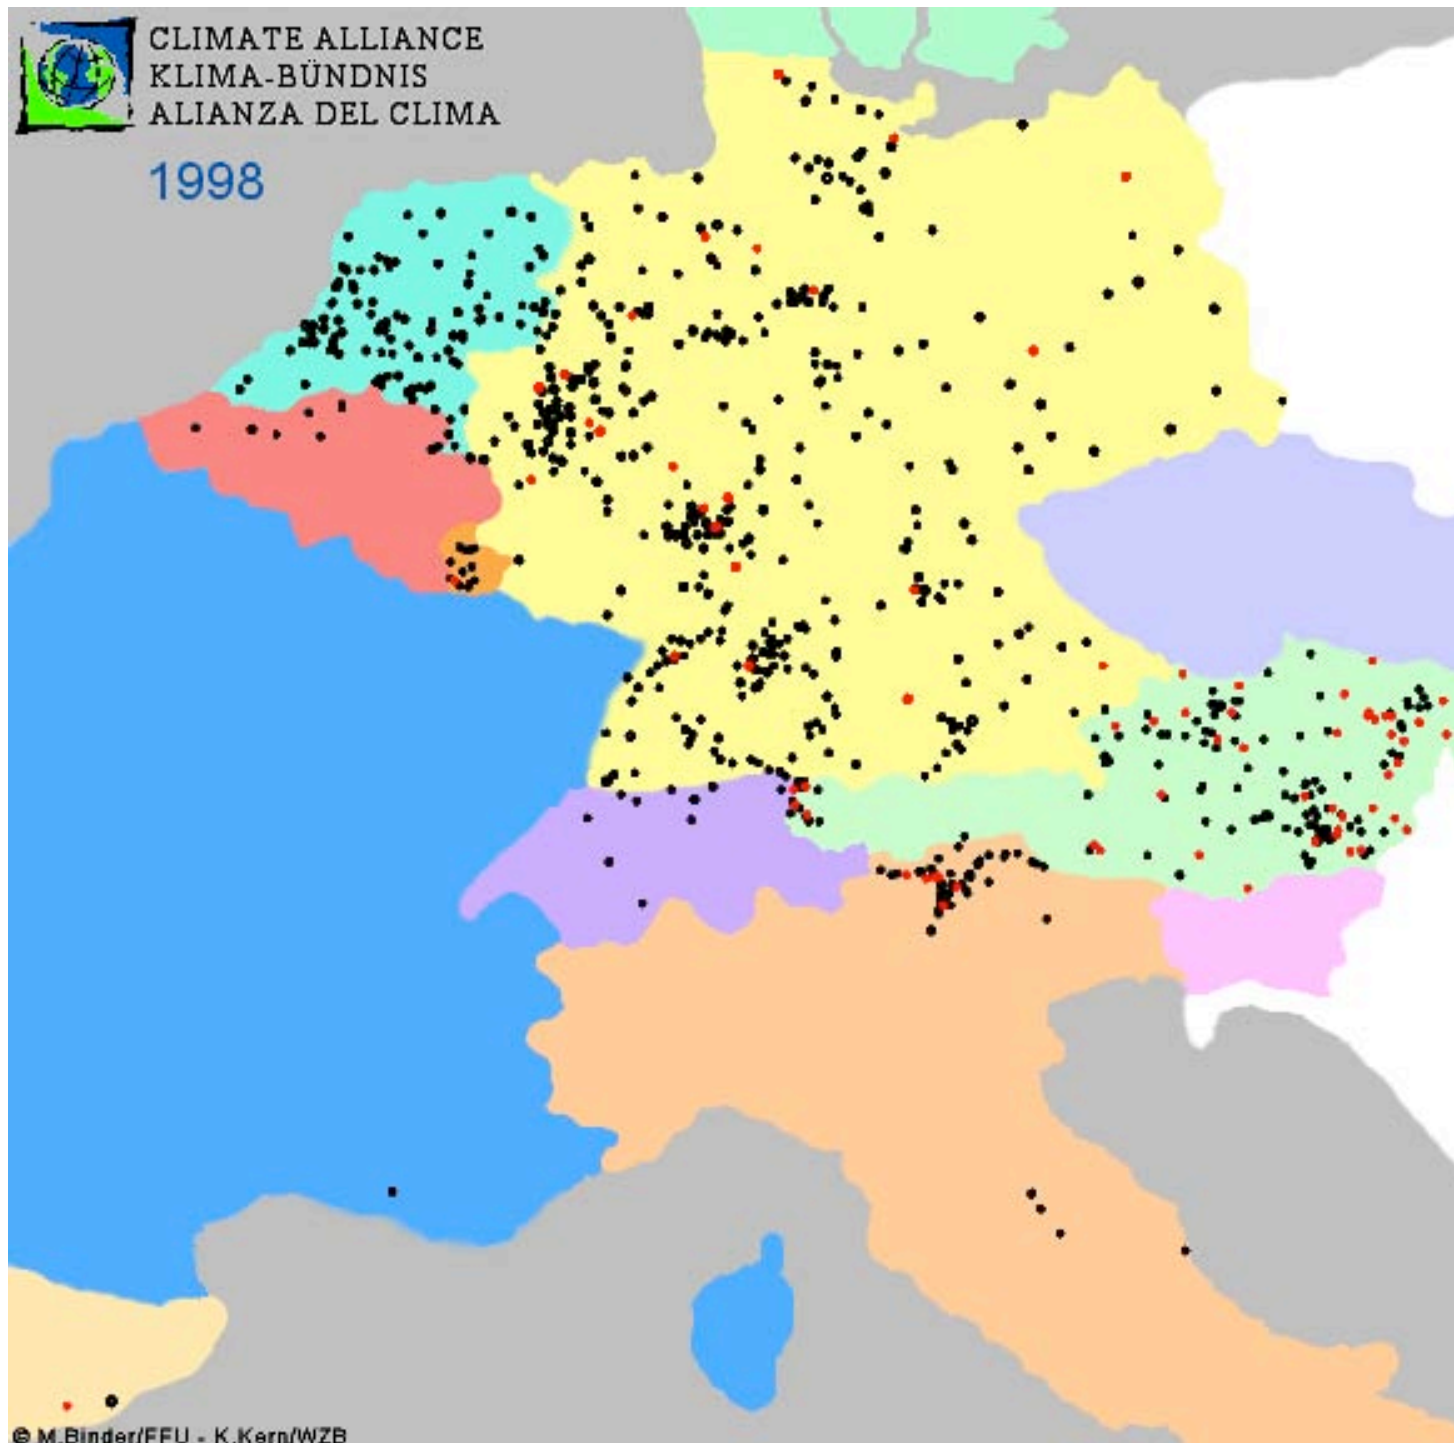 CLIMATE ALLIANCE
KLIMA-BÜNDNIS
ALIANZA DEL CLIMA
1998
© M.Binder/FFU - K.Kern/WZB